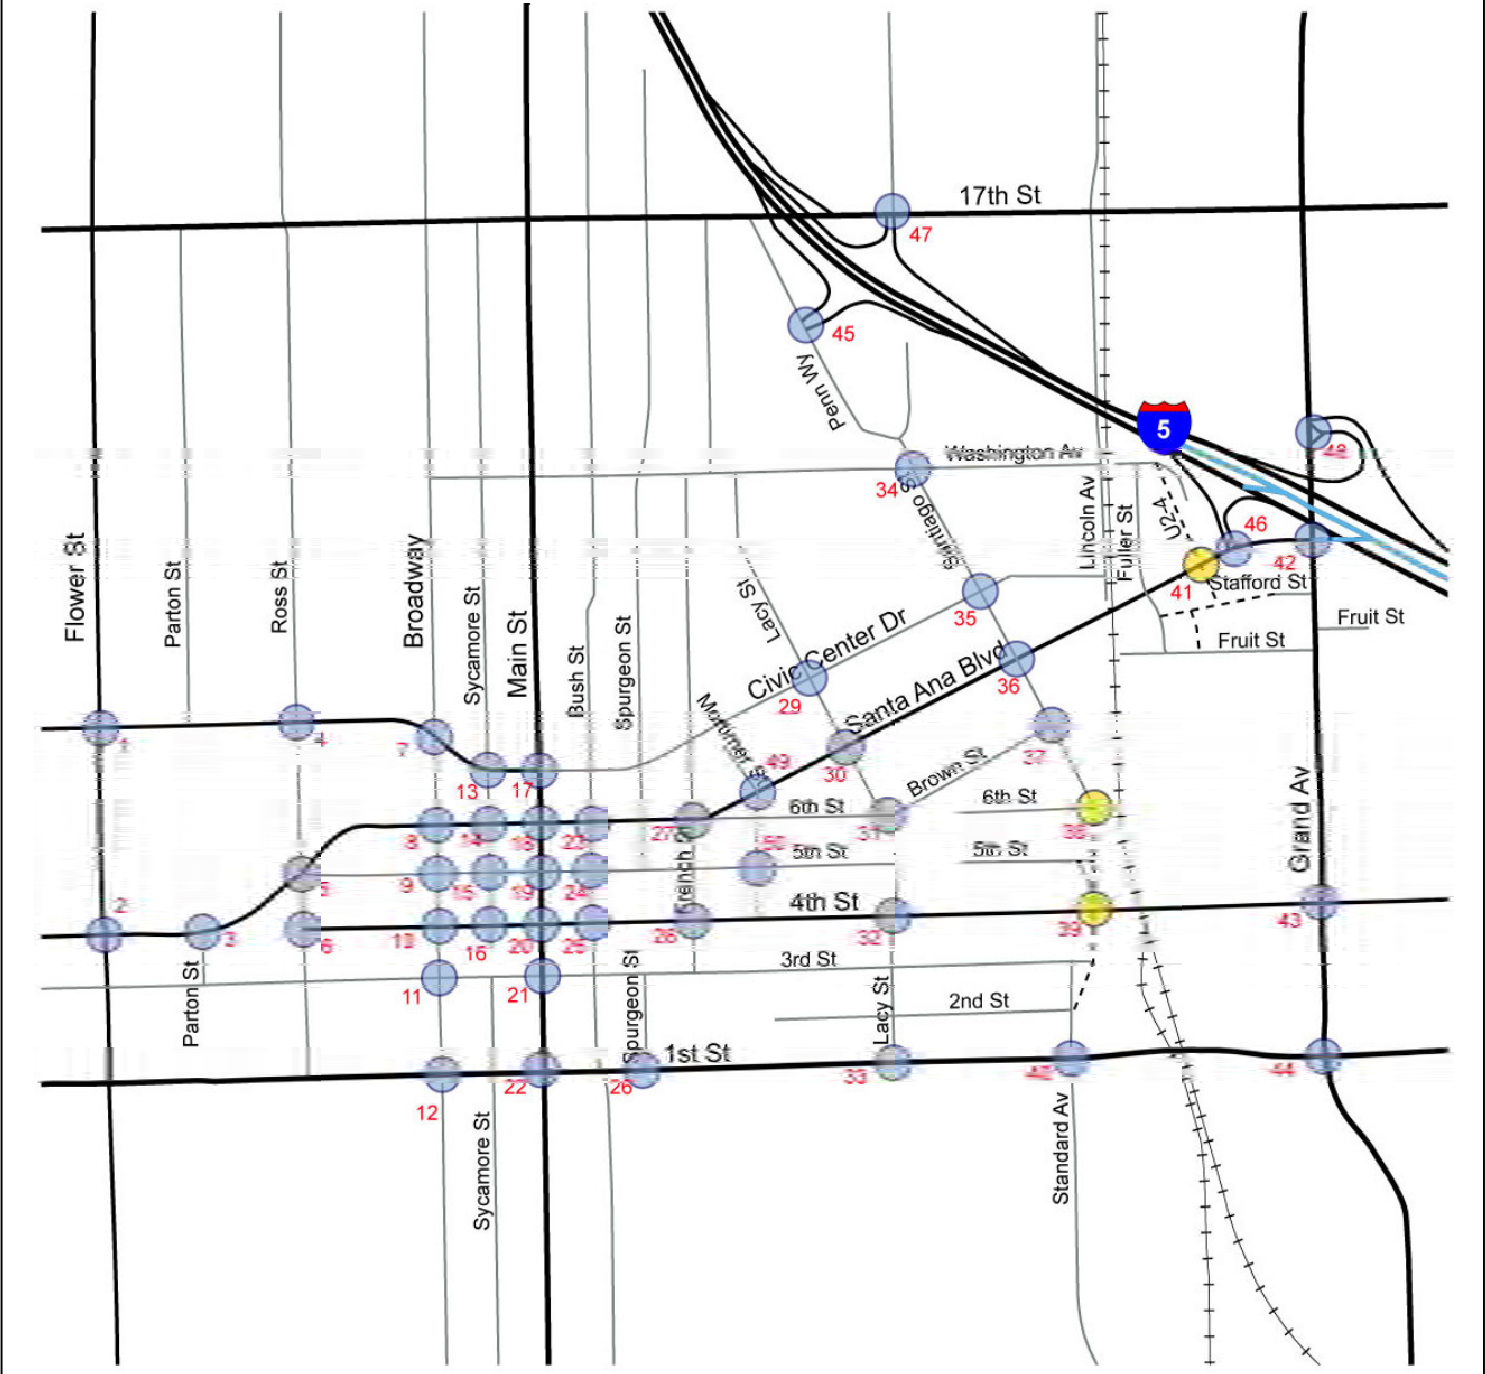 17th St
47
45
Penn Wy
5
48
Washington Av
34
Santiago St
Lincoln Av
Fuller St
U2-4
46
42
41
Stafford St
Fruit St
Fruit St
Flower St
Parton St
Ross St
Broadway
Sycamore St
Main St
Bush St
Spurgeon St
Lacy St
35
Civic Center Dr
Santa Ana Blvd
29
36
Mortimer St
49
30
Brown St
37
7
13
17
6th St
6th St
8
14
18
23
27
31
38
Grand Av
5th St
5th St
9
15
19
24
French St
4th St
2
3
6
10
16
20
25
28
32
39
43
3rd St
11
21
Parton St
Spurgeon St
Lacy St
2nd St
1st St
12
22
26
33
40
44
Sycamore St
Standard Av